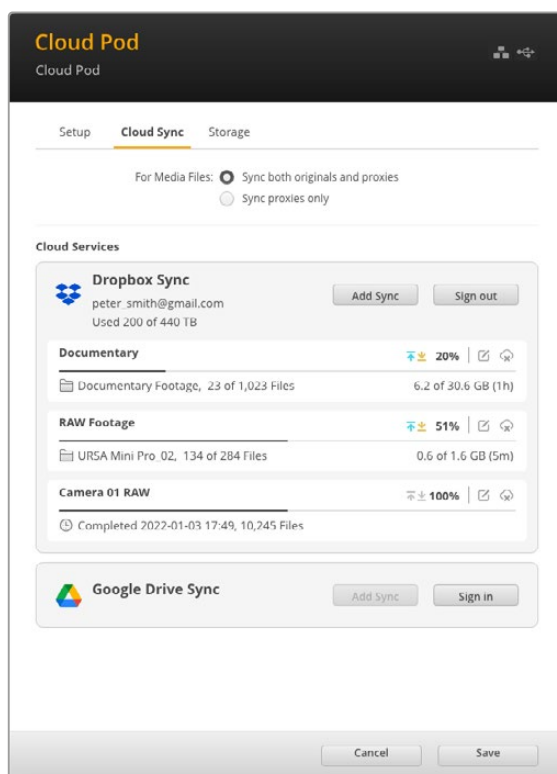 Cloud Pod
Cloud Pod
Setup Cloud Sync Storage
For Media Files: Sync both originals and proxies
Sync proxies only
Cloud Services
Dropbox Sync
peter_smith@gmail.com
Used 200 of 440 TB
Add Sync Sign out
Documentary 20%
Documentary Footage, 23 of 1,023 Files 6.2 of 30.6 GB (1h)
RAW Footage 51%
URSA Mini Pro_02, 134 of 284 Files 0.6 of 1.6 GB (5m)
Camera 01 RAW 100%
Completed 2022-01-03 17:49, 10,245 Files
Google Drive Sync Add Sync Sign in
Cancel Save